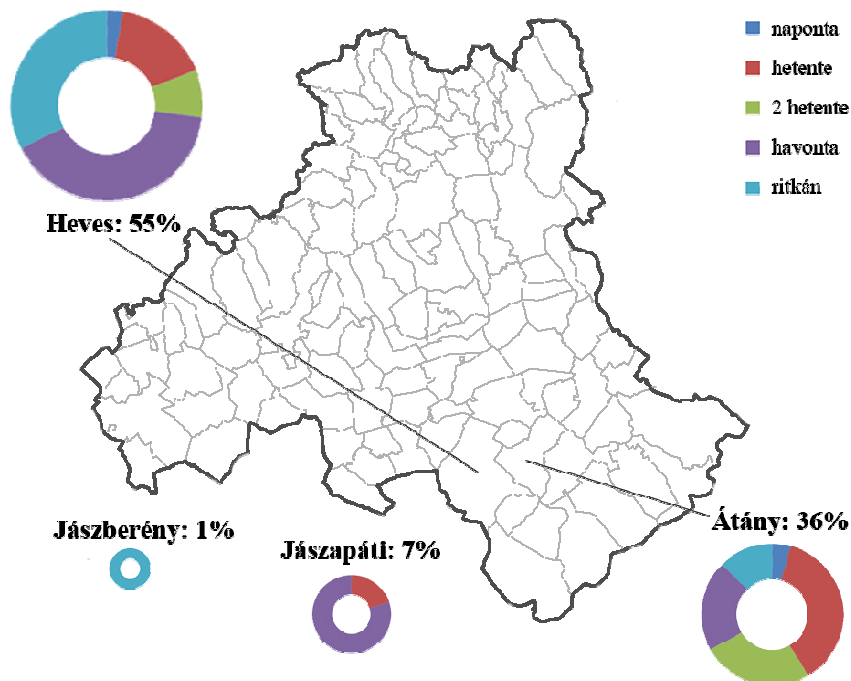 naponta
hetente
2 hetente
havonta
ritkán
Heves: 55%
Jászberény: 1%
Jászapáti: 7%
Átány: 36%